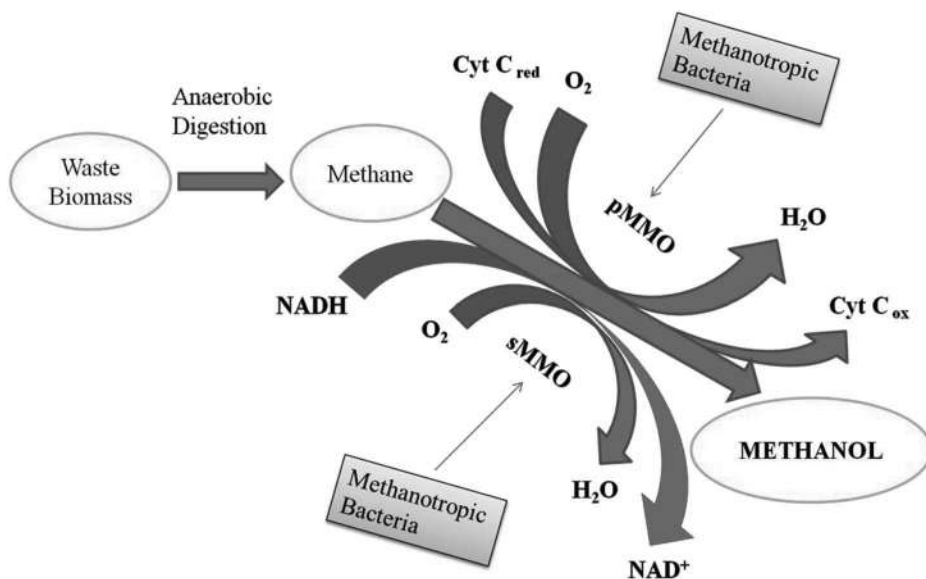 Methanotropic
Bacteria
Cyt C red
O₂
Anaerobic
Digestion
Waste
Biomass
Methane
pMMO
H₂O
NADH
O₂
sMMO
Cyt C ox
METHANOL
Methanotropic
Bacteria
H₂O
NAD⁺